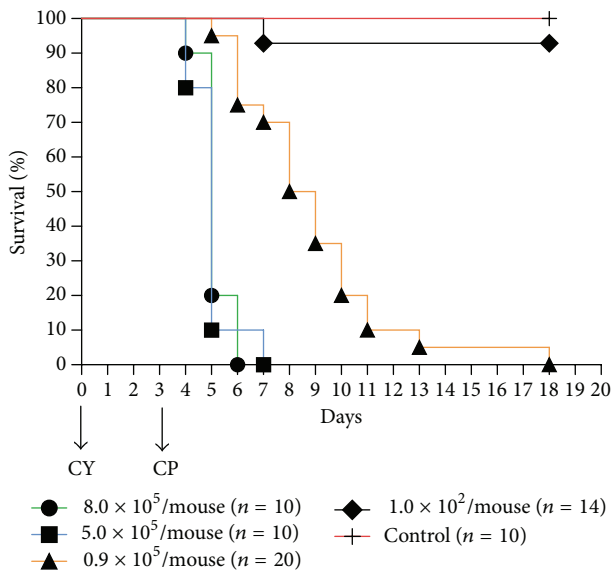 100
90
80
70
60
50
40
30
20
10
0
Survival (%)
0 1 2 3 4 5 6 7 8 9 10 11 12 13 14 15 16 17 18 19 20
Days
CY CP
8.0 × 10⁵/mouse (n = 10)
5.0 × 10⁵/mouse (n = 10)
0.9 × 10⁵/mouse (n = 20)
1.0 × 10²/mouse (n = 14)
Control (n = 10)